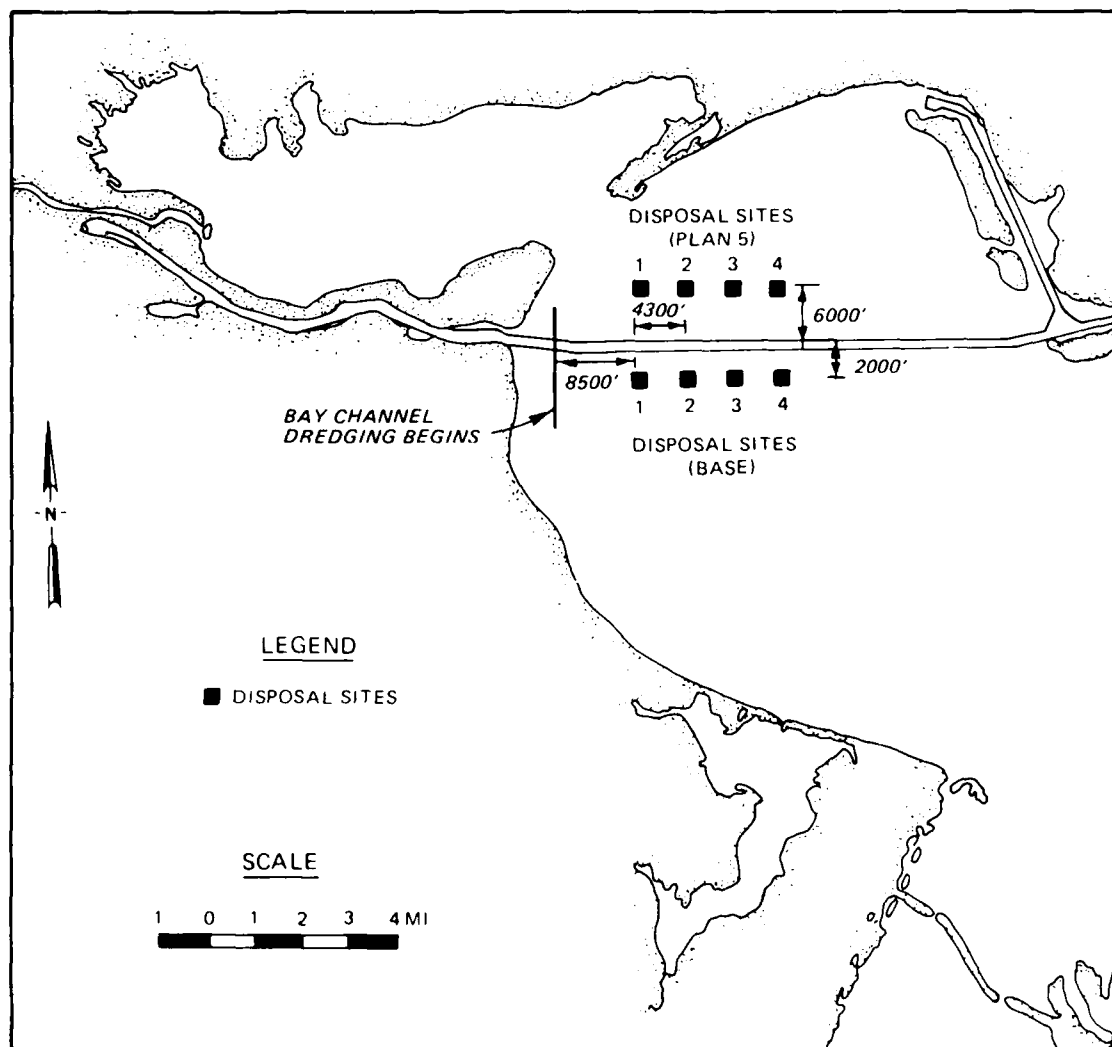 DISPOSAL SITES
(PLAN 5)
1 2 3 4
4300'
6000'
2000'
8500'
1 2 3 4
BAY CHANNEL
DREDGING BEGINS
DISPOSAL SITES
(BASE)
N
LEGEND
DISPOSAL SITES
SCALE
1 0 1 2 3 4 MI